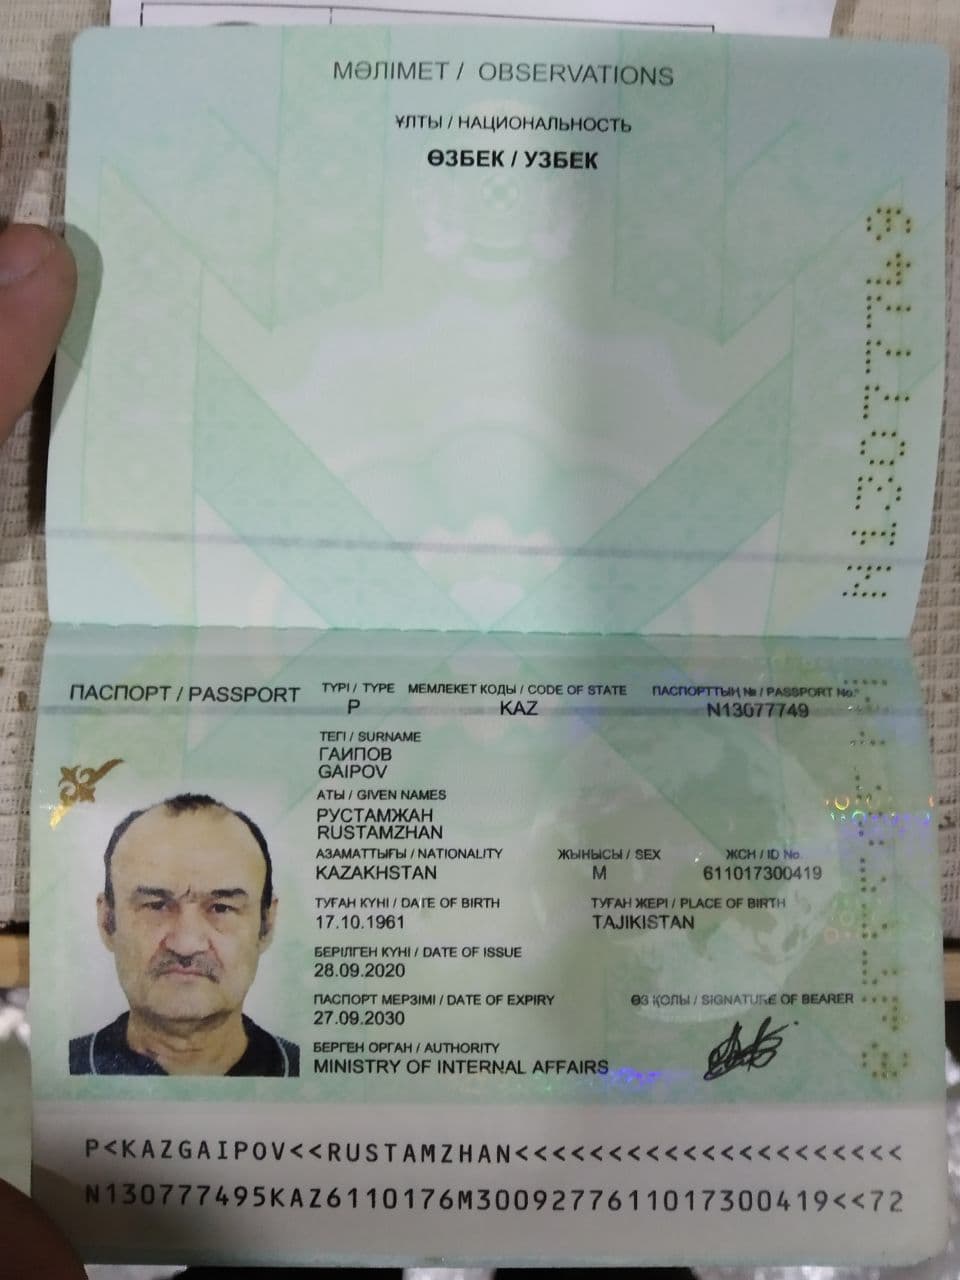 МӘЛІМЕТ / OBSERVATIONS
ҰЛТЫ / НАЦИОНАЛЬНОСТЬ
ӨЗБЕК / УЗБЕК
N13077749
ПАСПОРТ / PASSPORT
ТҮРІ / TYPE МЕМЛЕКЕТ КОДЫ / CODE OF STATE ПАСПОРТТЫҢ № / PASSPORT No.
P KAZ N13077749
ТЕГІ / SURNAME
ГАИПОВ
GAIPOV
АТЫ / GIVEN NAMES
РУСТАМЖАН
RUSTAMZHAN
АЗАМАТТЫҒЫ / NATIONALITY ЖЫНЫСЫ / SEX ЖСН / ID No.
KAZAKHSTAN M 611017300419
ТУҒАН КҮНІ / DATE OF BIRTH ТУҒАН ЖЕРІ / PLACE OF BIRTH
17.10.1961 TAJIKISTAN
БЕРІЛГЕН КҮНІ / DATE OF ISSUE
28.09.2020
ПАСПОРТ МЕРЗІМІ / DATE OF EXPIRY ӨЗ ҚОЛЫ / SIGNATURE OF BEARER
27.09.2030
БЕРГЕН ОРГАН / AUTHORITY
MINISTRY OF INTERNAL AFFAIRS
P<KAZGAIPOV<<RUSTAMZHAN<<<<<<<<<<<<<<<<<<<<<
N130777495KAZ6110176M3009277611017300419<<72